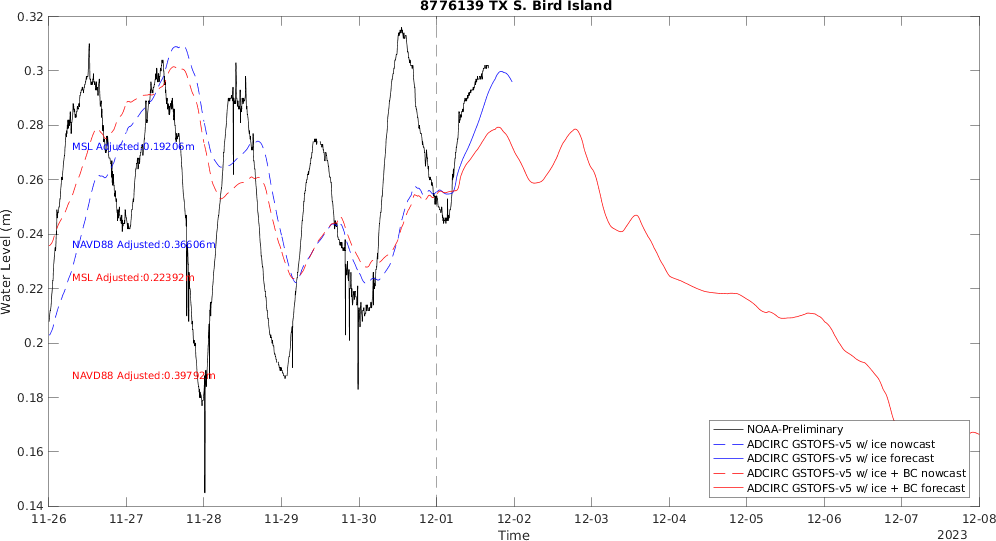 8776139 TX S. Bird Island
Water Level (m)
0.32
0.3
0.28
0.26
0.24
0.22
0.2
0.18
0.16
0.14
MSL Adjusted:0.19206m
NAVD88 Adjusted:0.36606m
MSL Adjusted:0.22392m
NAVD88 Adjusted:0.39792m
NOAA-Preliminary
ADCIRC GSTOFS-v5 w/ ice nowcast
ADCIRC GSTOFS-v5 w/ ice forecast
ADCIRC GSTOFS-v5 w/ ice + BC nowcast
ADCIRC GSTOFS-v5 w/ ice + BC forecast
11-26 11-27 11-28 11-29 11-30 12-01 12-02 12-03 12-04 12-05 12-06 12-07 12-08
Time
2023